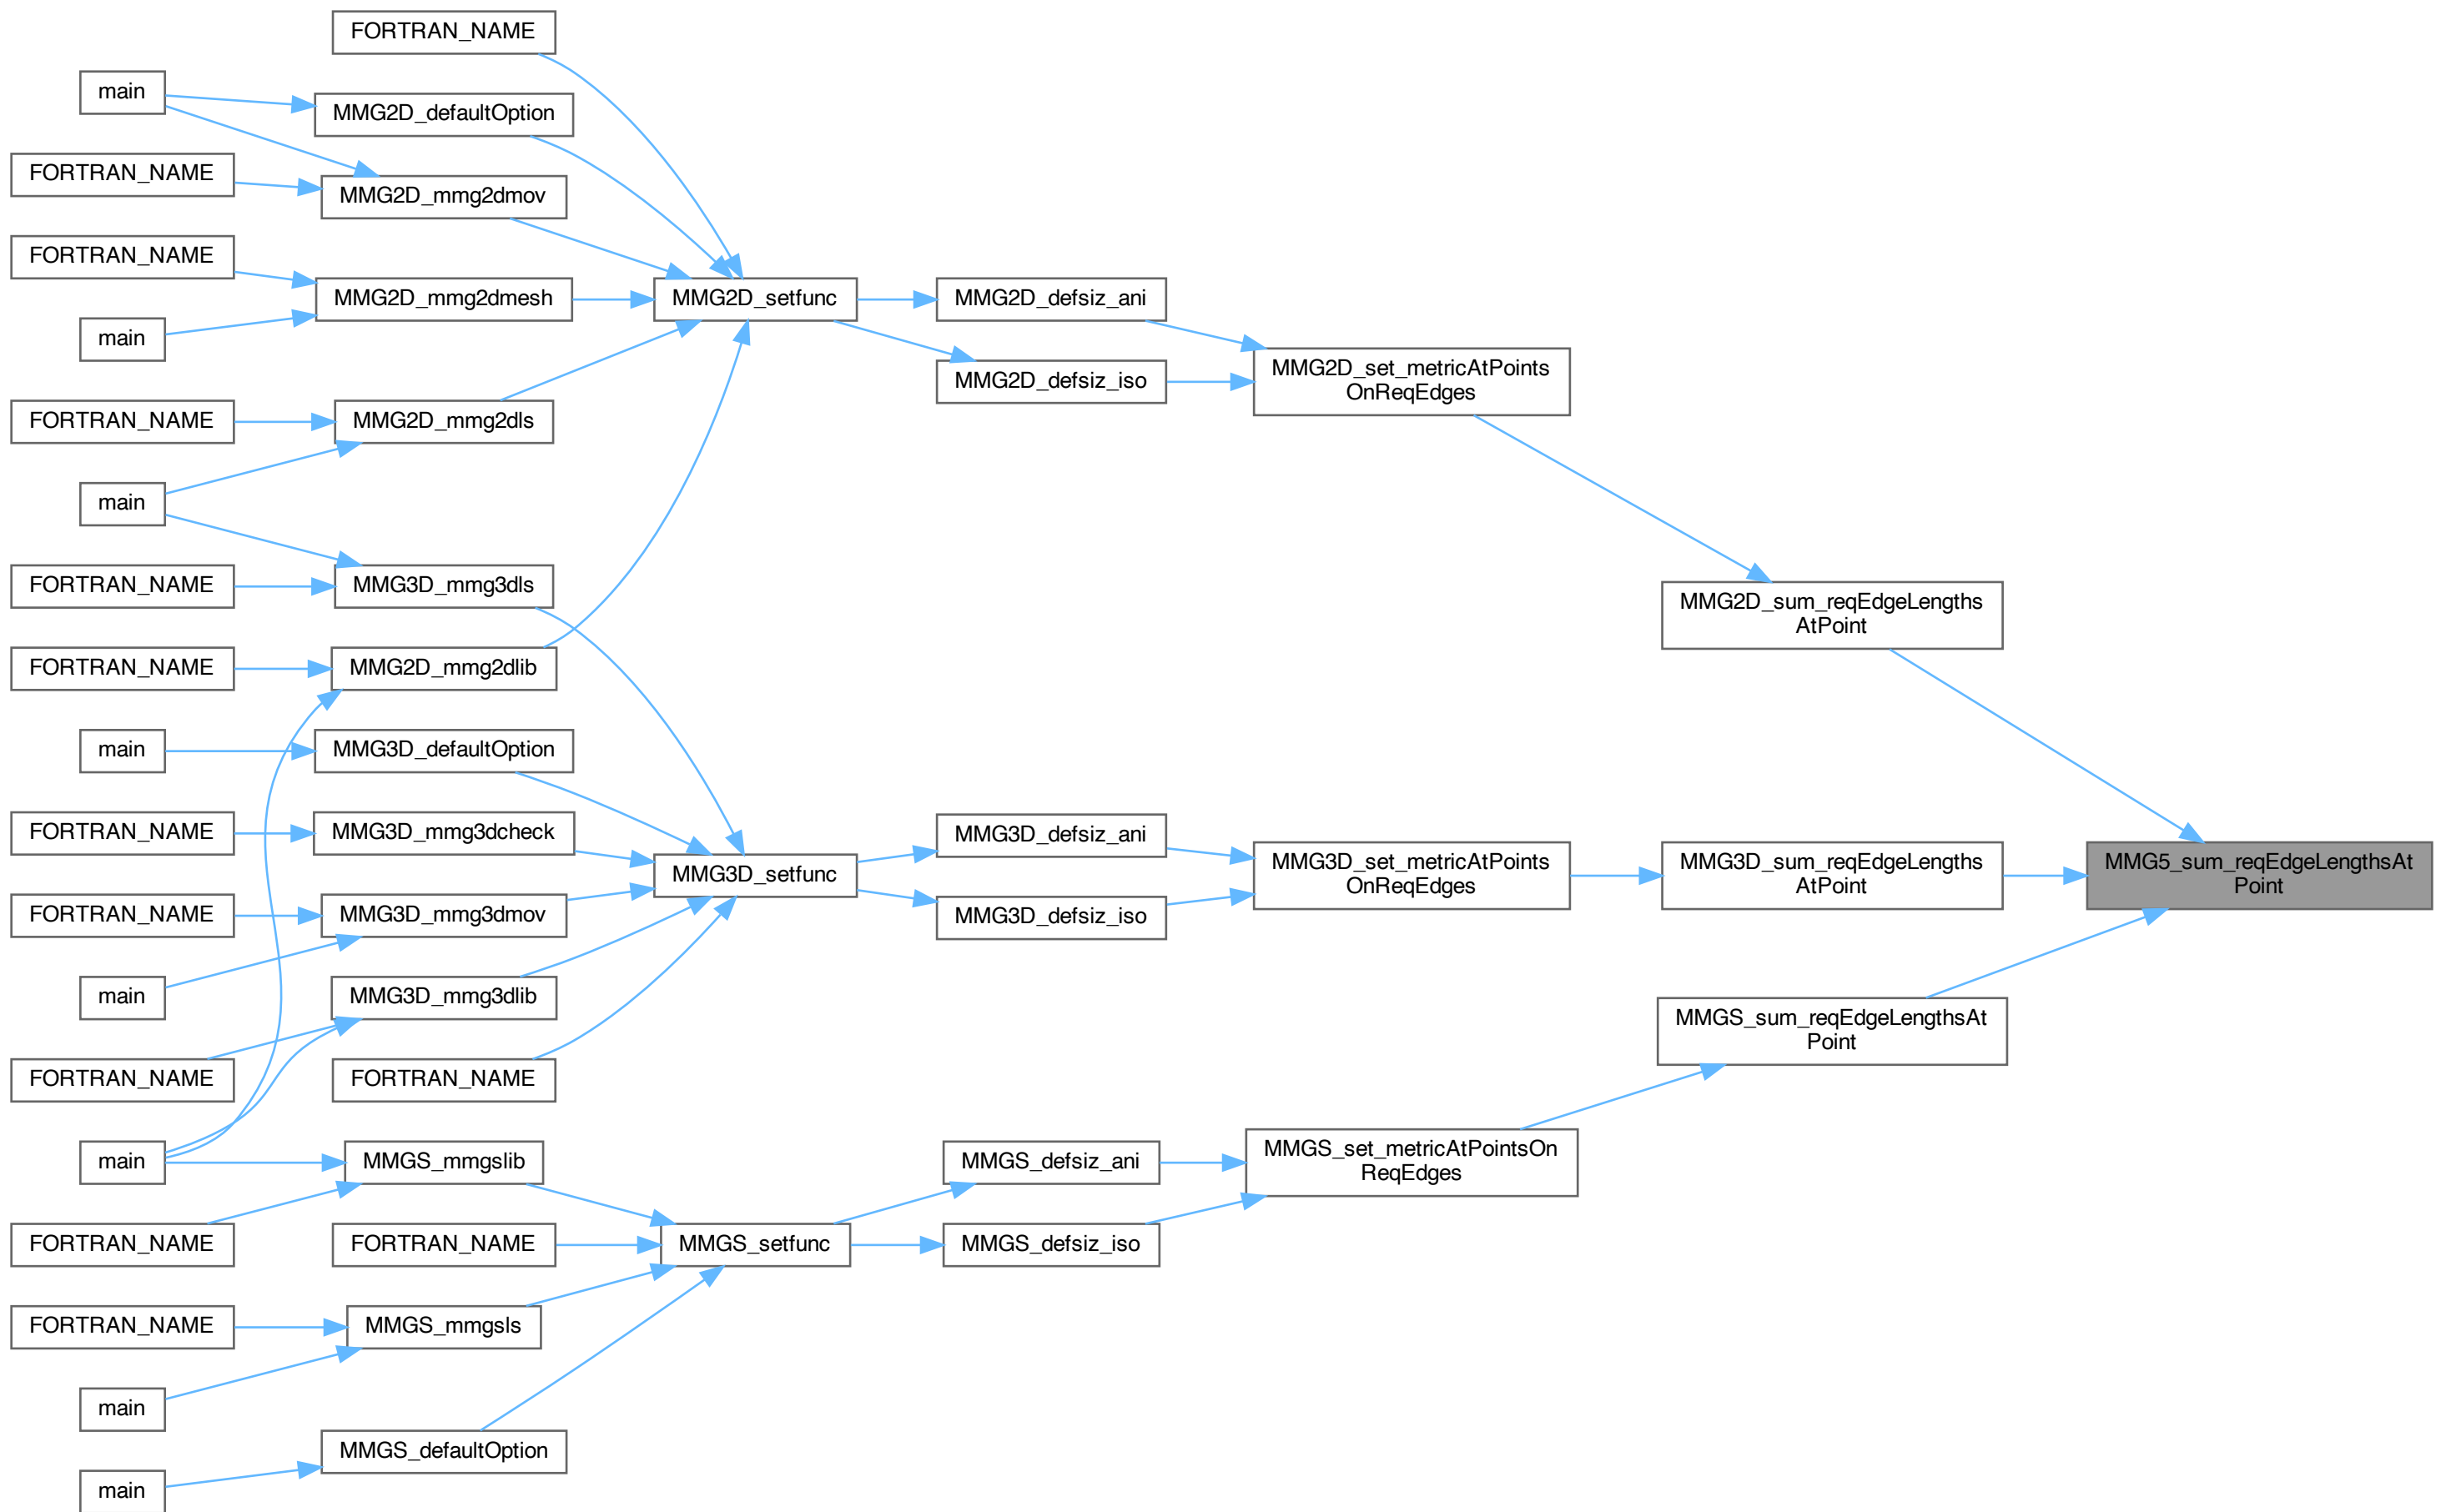 FORTRAN_NAME
main
MMG2D_defaultOption
FORTRAN_NAME
MMG2D_mmg2dmov
FORTRAN_NAME
MMG2D_mmg2dmesh
MMG2D_setfunc
MMG2D_defsiz_ani
main
MMG2D_defsiz_iso
MMG2D_set_metricAtPoints
OnReqEdges
FORTRAN_NAME
MMG2D_mmg2dls
main
FORTRAN_NAME
MMG3D_mmg3dls
MMG2D_sum_reqEdgeLengths
AtPoint
FORTRAN_NAME
MMG2D_mmg2dlib
main
MMG3D_defaultOption
FORTRAN_NAME
MMG3D_mmg3dcheck
MMG3D_defsiz_ani
MMG3D_setfunc
MMG3D_set_metricAtPoints
OnReqEdges
MMG3D_sum_reqEdgeLengths
AtPoint
MMG5_sum_reqEdgeLengthsAt
Point
FORTRAN_NAME
MMG3D_mmg3dmov
MMG3D_defsiz_iso
main
MMG3D_mmg3dlib
MMGS_sum_reqEdgeLengthsAt
Point
FORTRAN_NAME
FORTRAN_NAME
main
MMGS_mmgslib
MMGS_defsiz_ani
MMGS_set_metricAtPointsOn
ReqEdges
FORTRAN_NAME
FORTRAN_NAME
MMGS_setfunc
MMGS_defsiz_iso
FORTRAN_NAME
MMGS_mmgsls
main
MMGS_defaultOption
main